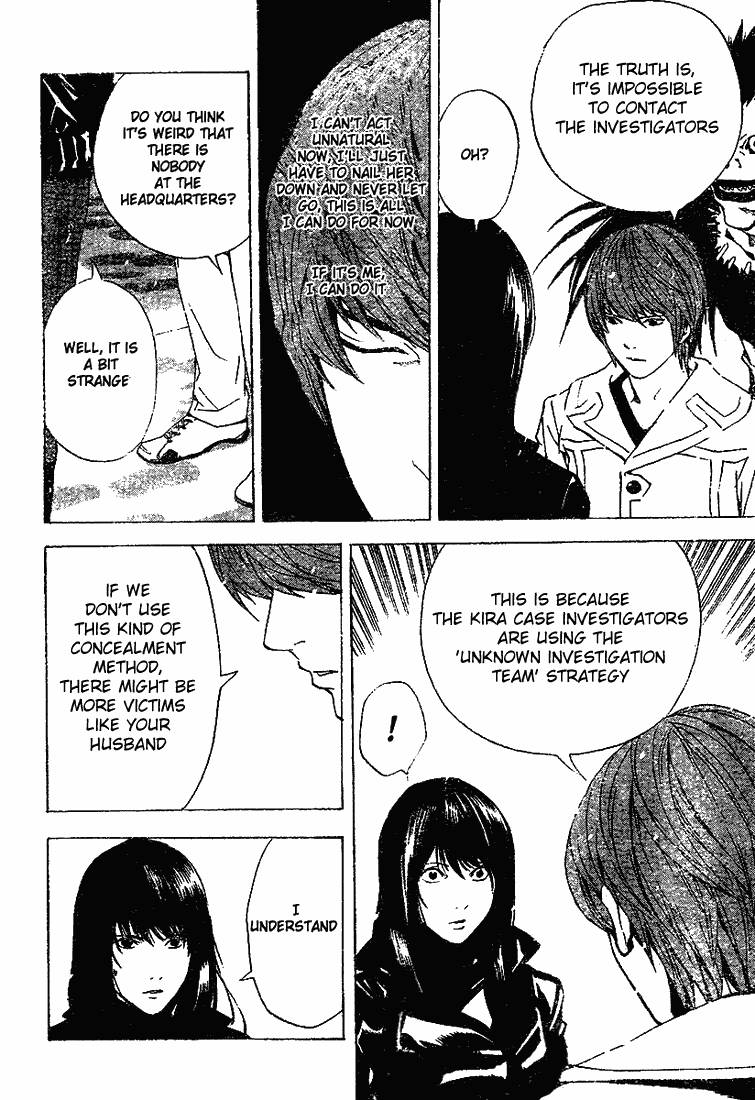 THE TRUTH IS,
IT'S IMPOSSIBLE
TO CONTACT
THE INVESTIGATORS
OH?
I CAN'T ACT
UNNATURAL
NOW, I'LL JUST
HAVE TO NAIL HER
DOWN AND NEVER LET
GO, THIS IS ALL
I CAN DO FOR NOW
IF IT'S ME,
I CAN DO IT
DO YOU THINK
IT'S WEIRD THAT
THERE IS
NOBODY
AT THE
HEADQUARTERS?
WELL, IT IS
A BIT
STRANGE
THIS IS BECAUSE
THE KIRA CASE INVESTIGATORS
ARE USING THE
'UNKNOWN INVESTIGATION
TEAM' STRATEGY
!
IF WE
DON'T USE
THIS KIND OF
CONCEALMENT
METHOD,
THERE MIGHT BE
MORE VICTIMS
LIKE YOUR
HUSBAND
I
UNDERSTAND